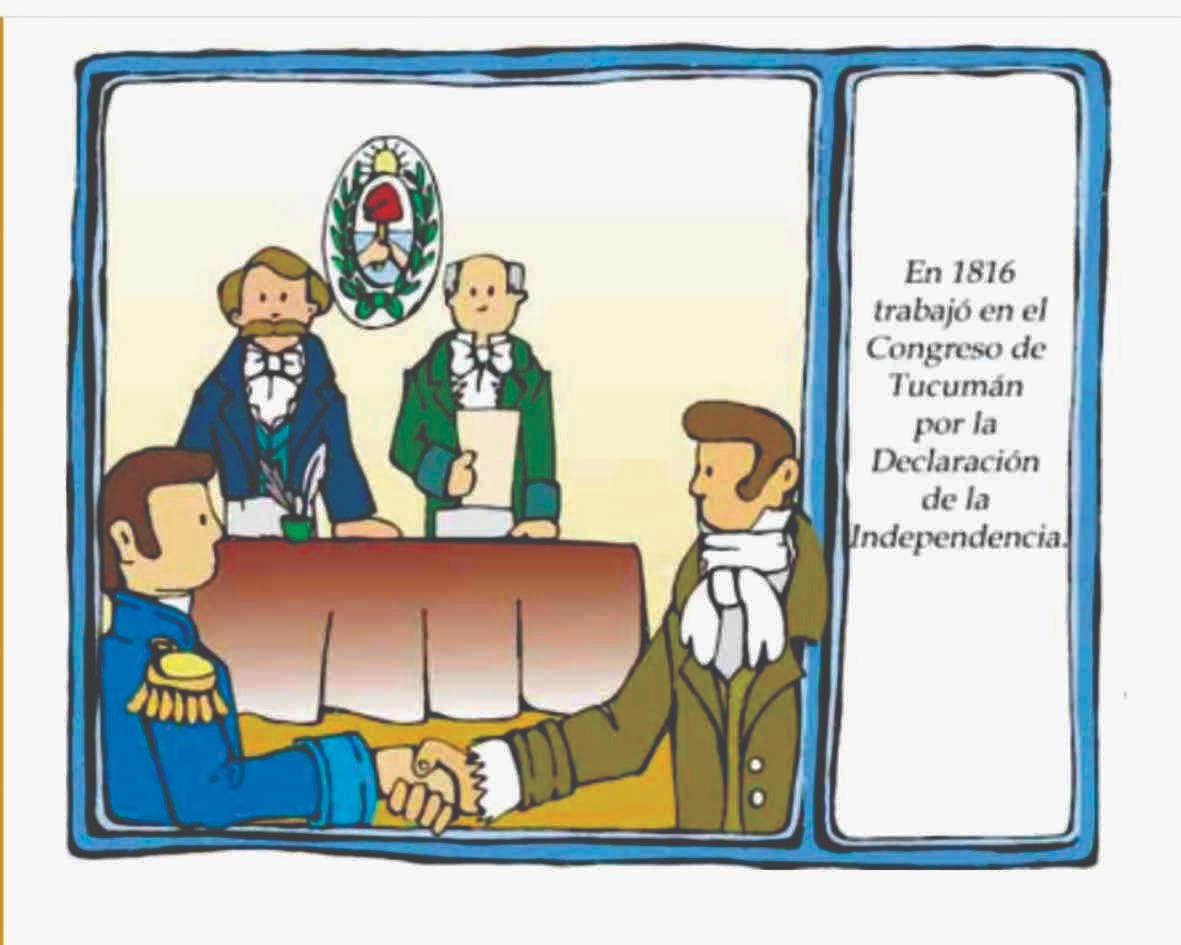 En 1816
trabajó en el
Congreso de
Tucumán
por la
Declaración
de la
Independencia.